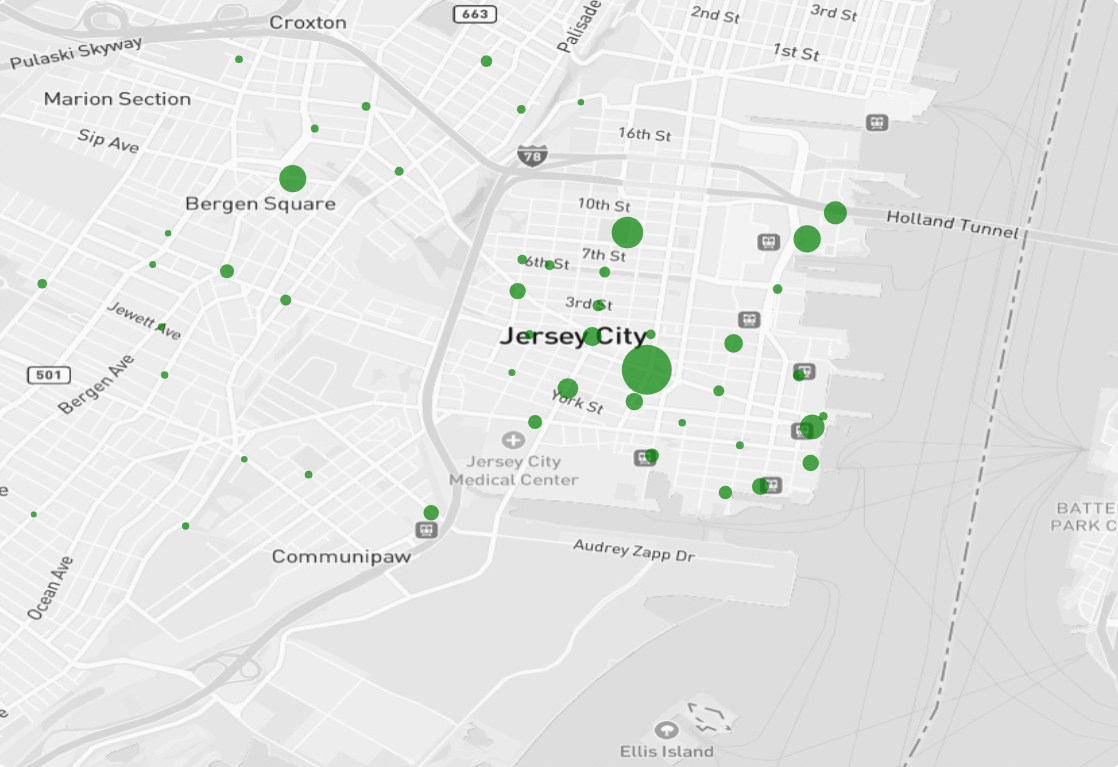 Croxton
663
Palisade
2nd St
3rd St
Pulaski Skyway
1st St
Marion Section
Sip Ave
16th St
78
Bergen Square
10th St
Holland Tunnel
7th St
6th St
3rd St
Jewett Ave
Jersey City
501
Bergen Ave
York St
Jersey City
Medical Center
e
BATTE
PARK C
Communipaw
Audrey Zapp Dr
Ocean Ave
e
Ellis Island